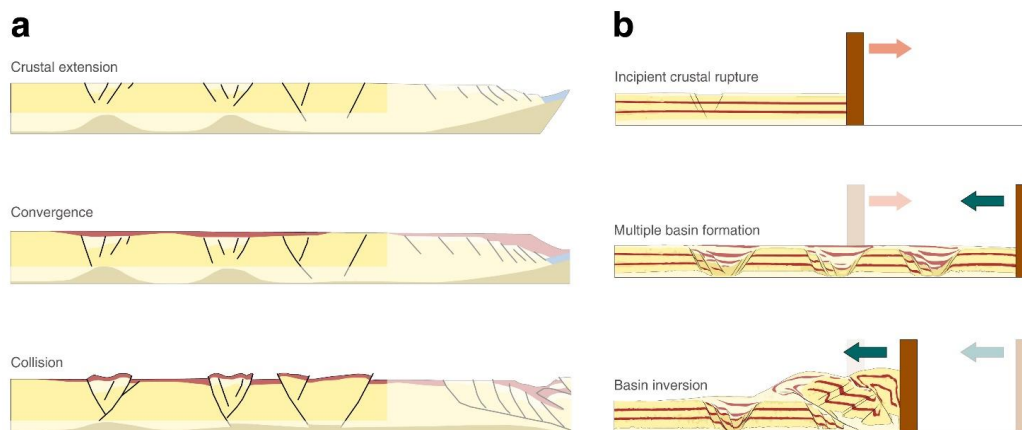 a
Crustal extension
Convergence
Collision
b
Incipient crustal rupture
Multiple basin formation
Basin inversion